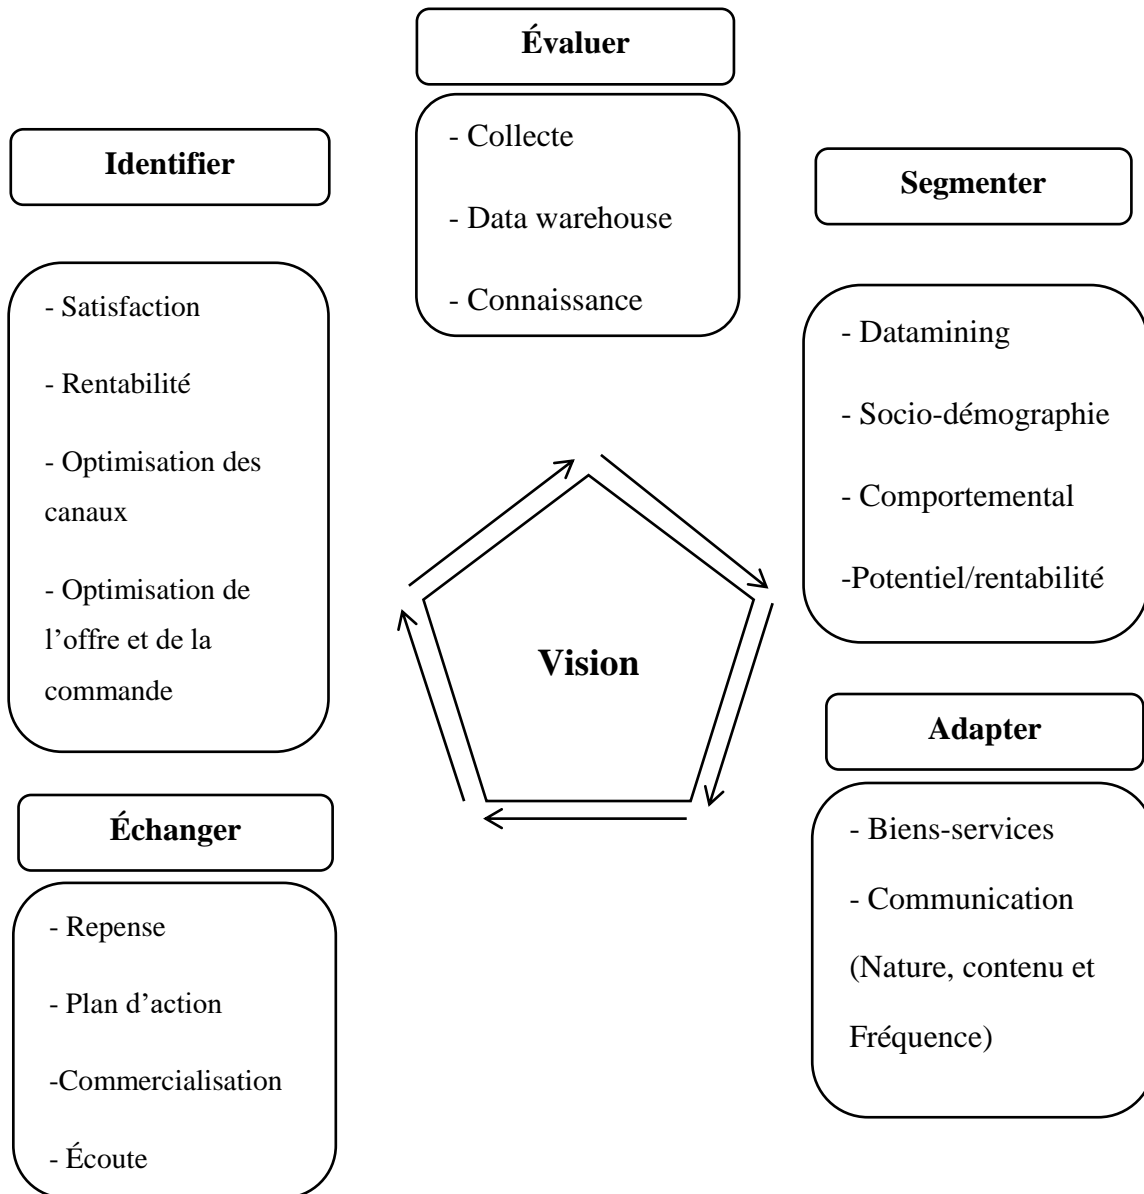 Évaluer
- Collecte
- Data warehouse
- Connaissance
Identifier
- Satisfaction
- Rentabilité
- Optimisation des
canaux
- Optimisation de
l’offre et de la
commande
Segmenter
- Datamining
- Socio-démographie
- Comportemental
-Potentiel/rentabilité
Vision
Adapter
- Biens-services
- Communication
(Nature, contenu et
Fréquence)
Échanger
- Repense
- Plan d’action
-Commercialisation
- Écoute